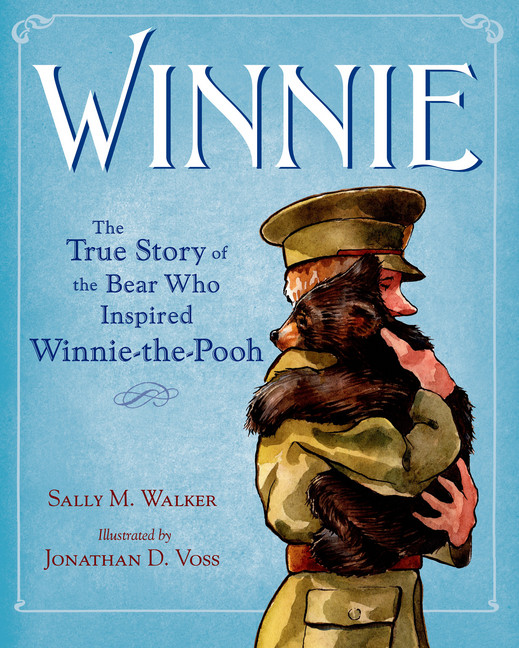 WINNIE
The
True Story of
the Bear Who
Inspired
Winnie-the-Pooh
SALLY M. WALKER
Illustrated by
JONATHAN D. VOSS